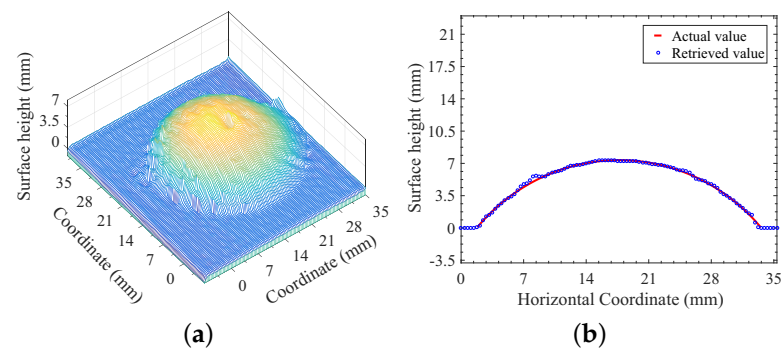 Surface height (mm)
7
3.5
0
35
28
21
14
7
0
Coordinate (mm)
0
7
14
21
28
35
Coordinate (mm)
(a)
Surface height (mm)
21
17.5
14
10.5
7
3.5
0
-3.5
Actual value
Retrieved value
0 7 14 21 28 35
Horizontal Coordinate (mm)
(b)